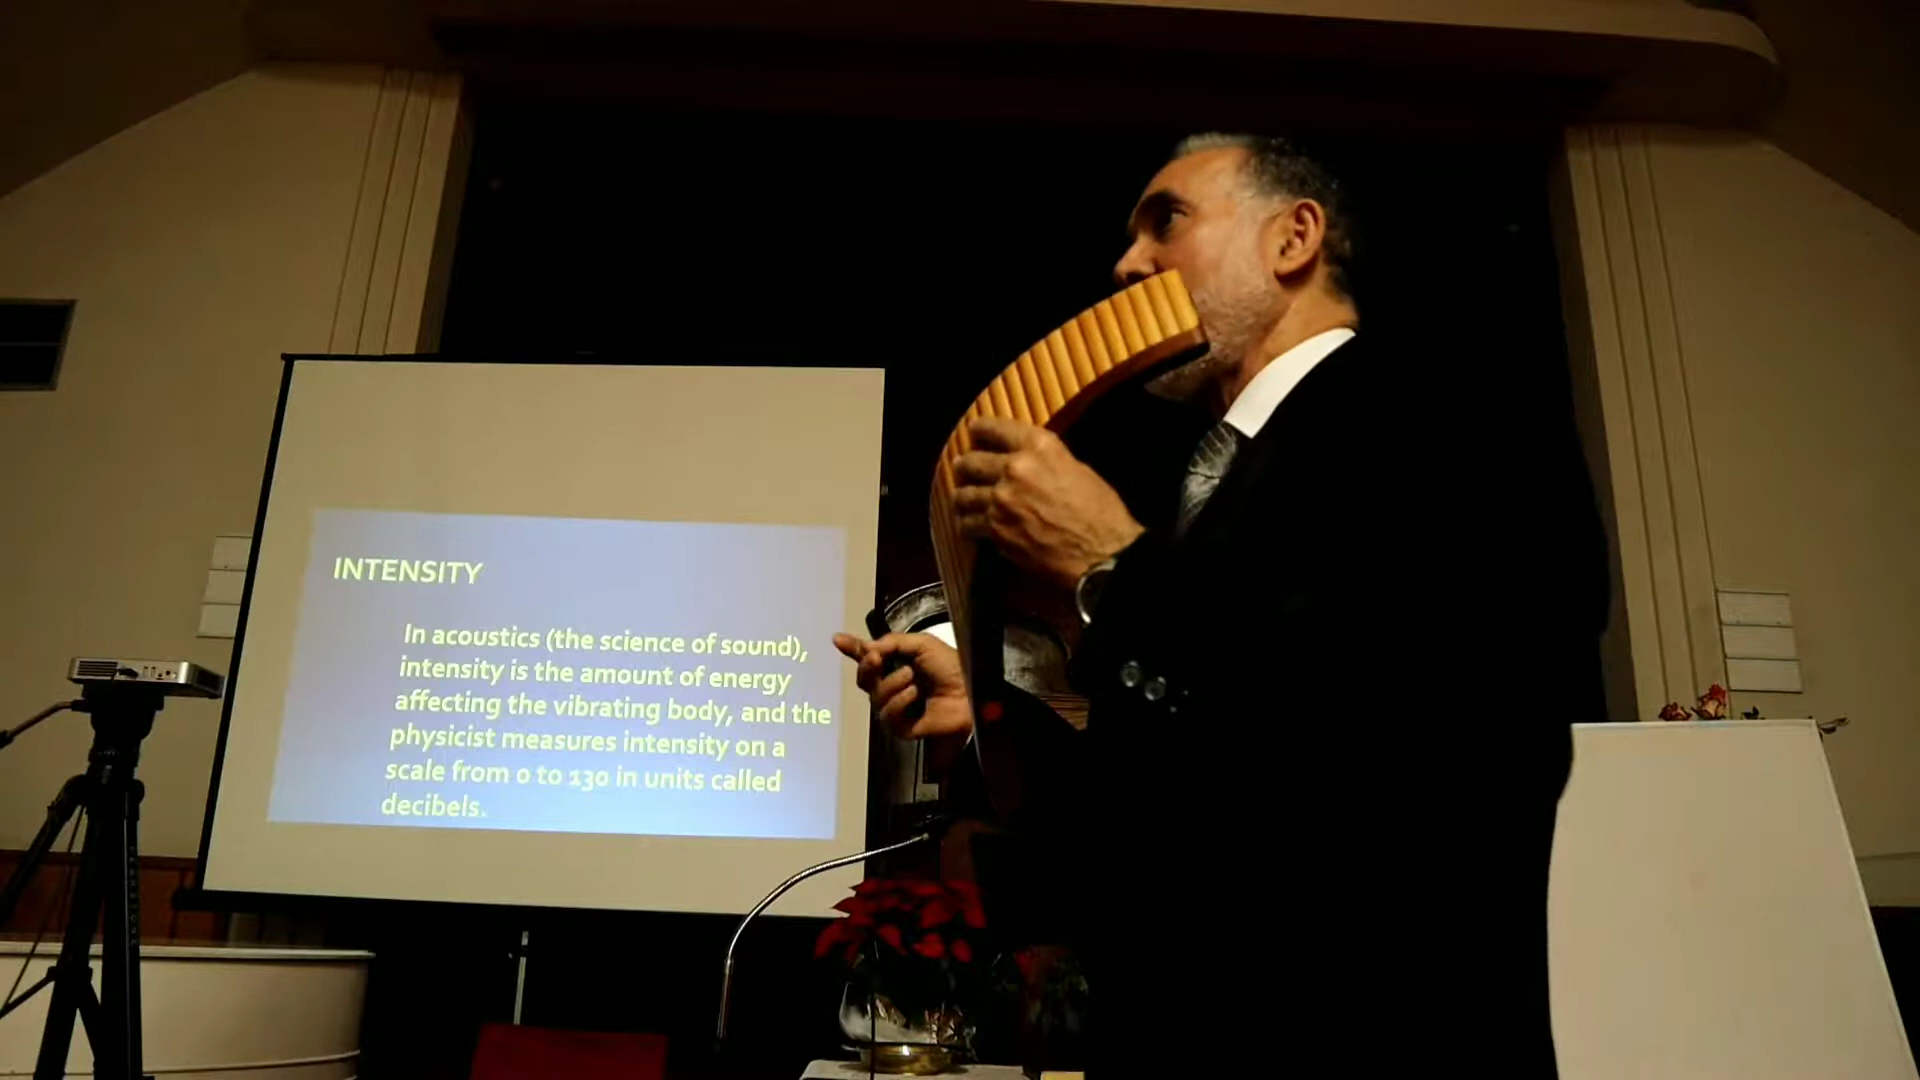 INTENSITY
In acoustics (the science of sound),
intensity is the amount of energy
affecting the vibrating body, and the
physicist measures intensity on a
scale from 0 to 130 in units called
decibels.